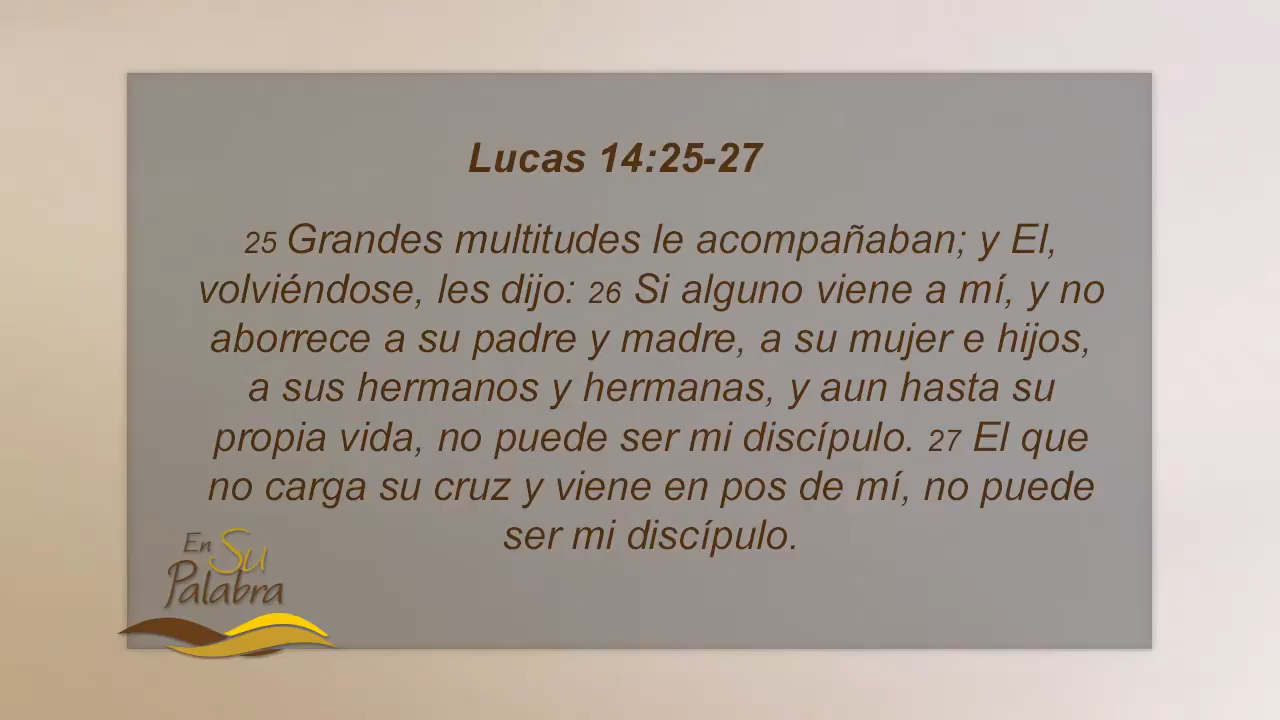 Lucas 14:25-27
25 Grandes multitudes le acompañaban; y El,
volviéndose, les dijo: 26 Si alguno viene a mí, y no
aborrece a su padre y madre, a su mujer e hijos,
a sus hermanos y hermanas, y aun hasta su
propia vida, no puede ser mi discípulo. 27 El que
no carga su cruz y viene en pos de mí, no puede
ser mi discípulo.
En Su
Palabra